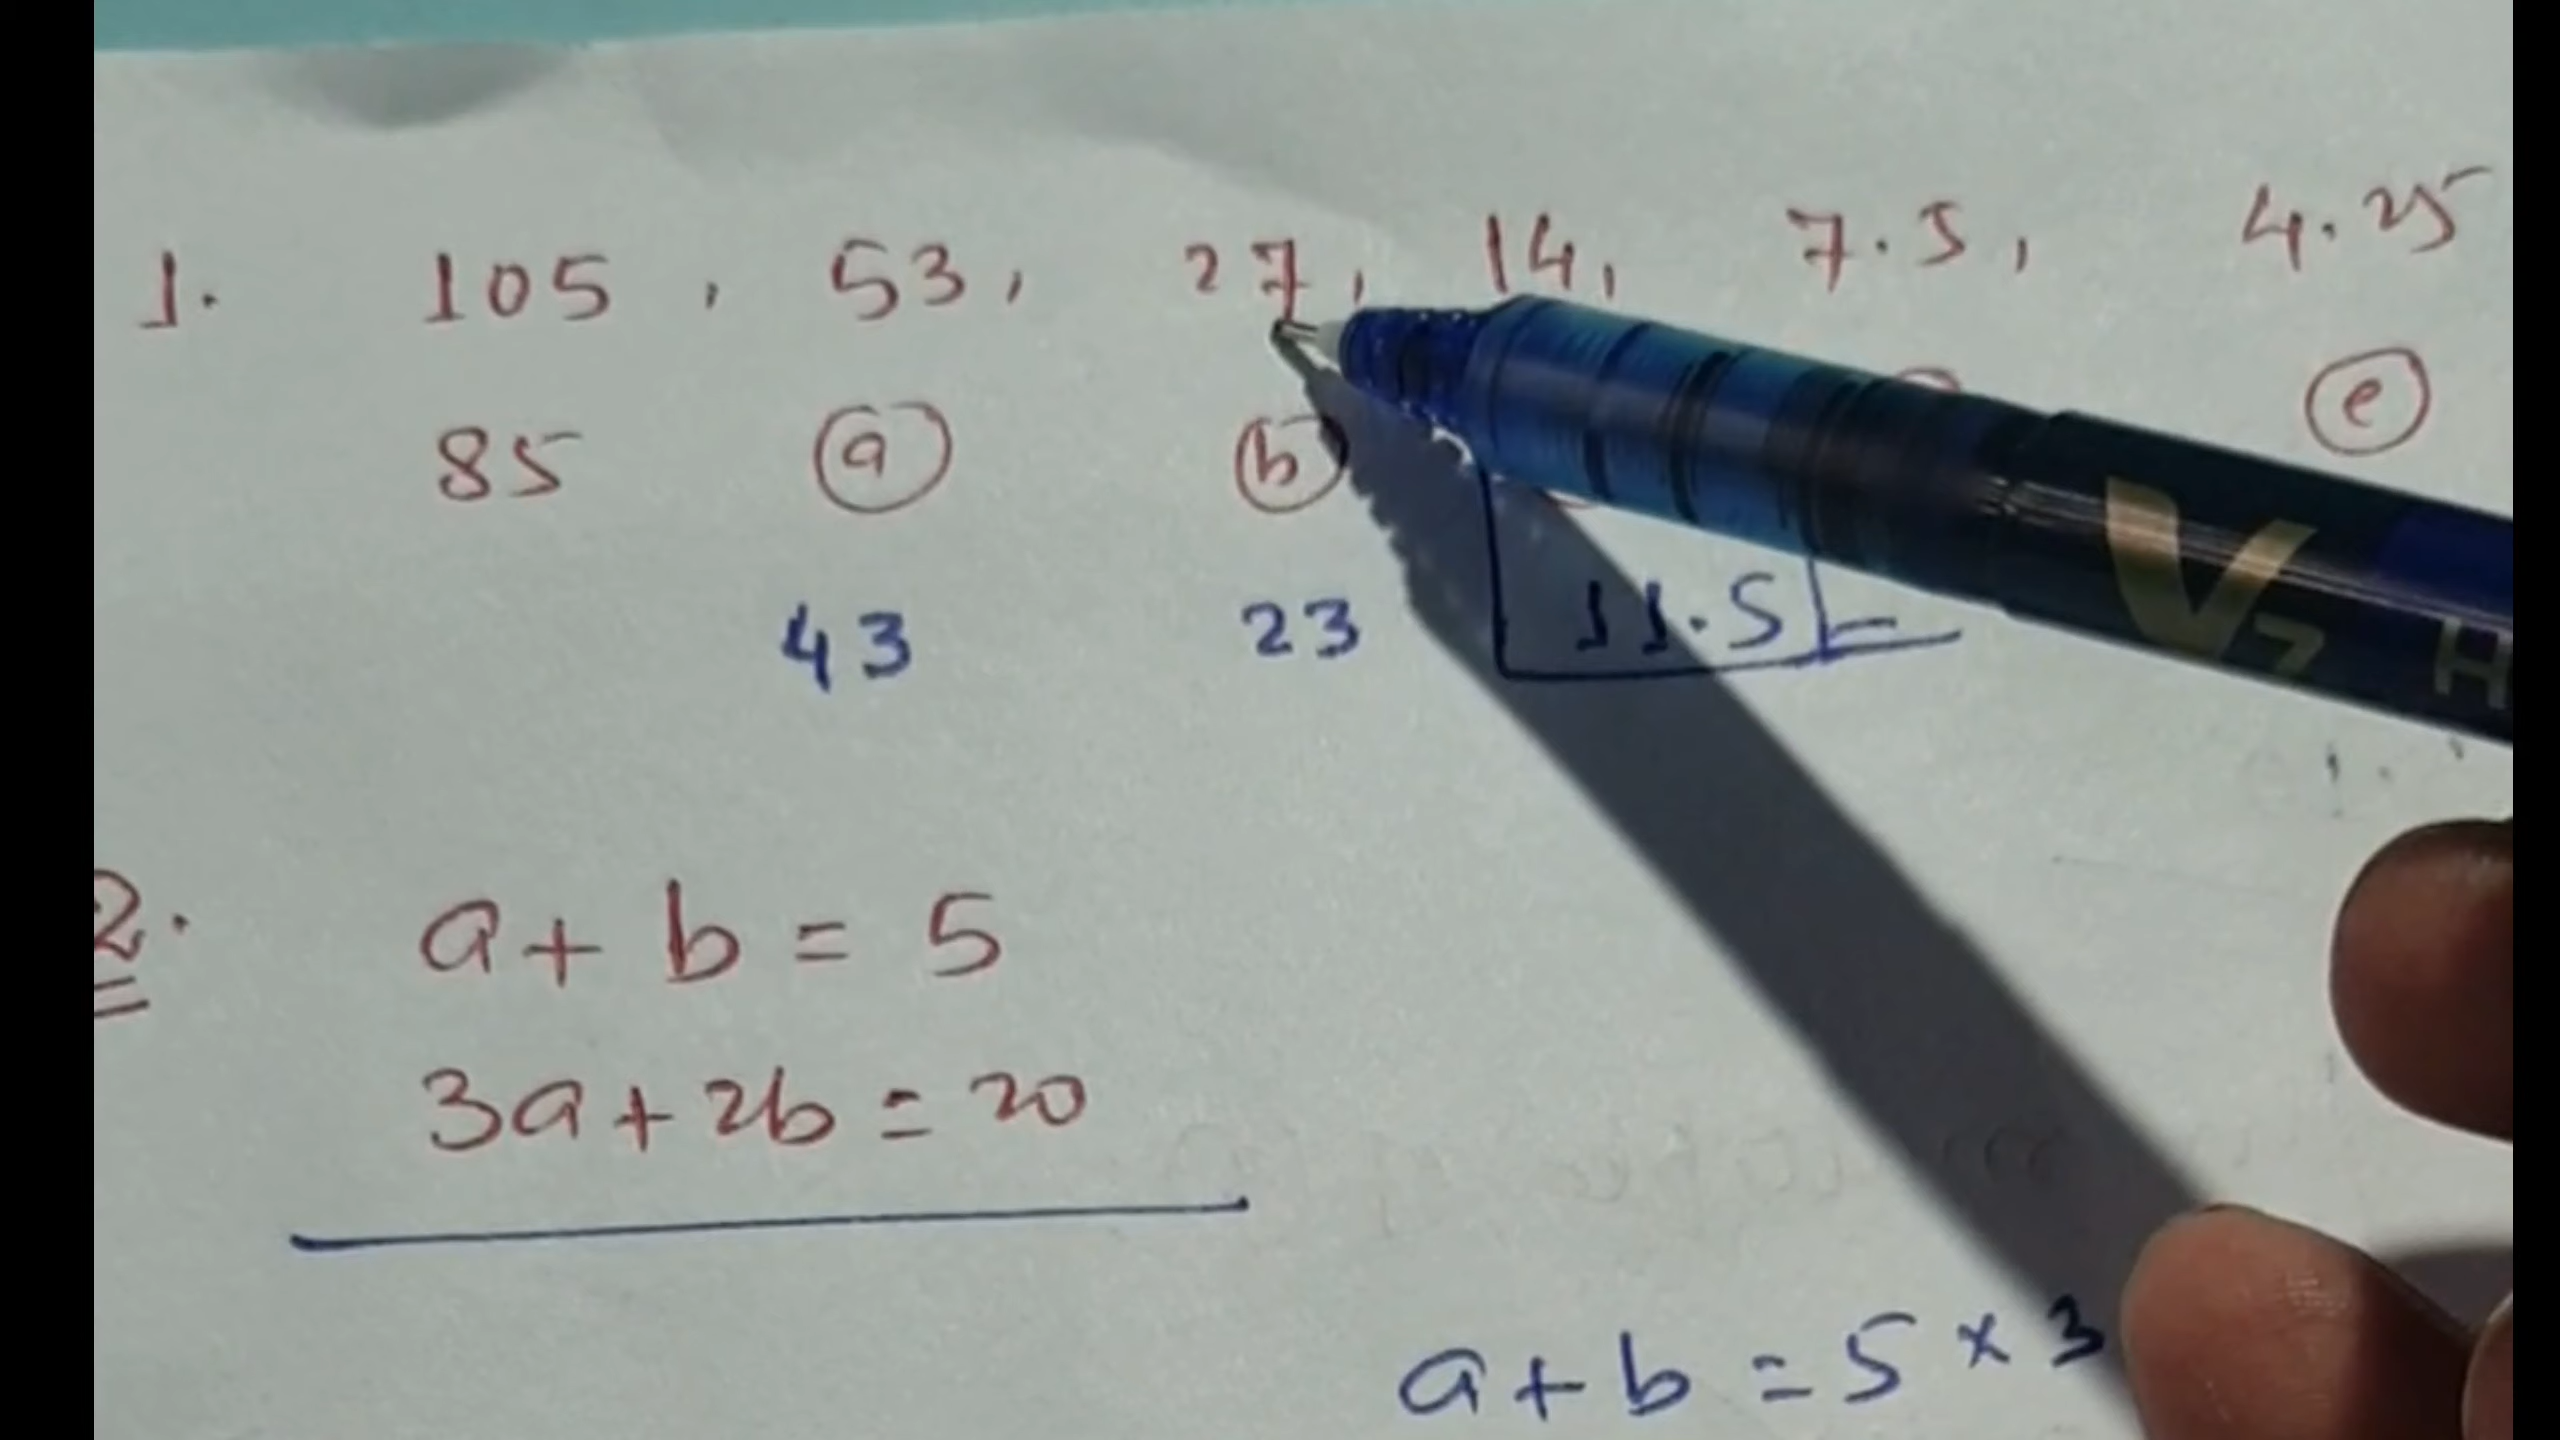 1. 105, 53, 27, 14, 7.5, 4.25
85 a b e
43 23 11.5
2. a + b = 5
3a + 2b = 20
a + b = 5 × 3
V7 H